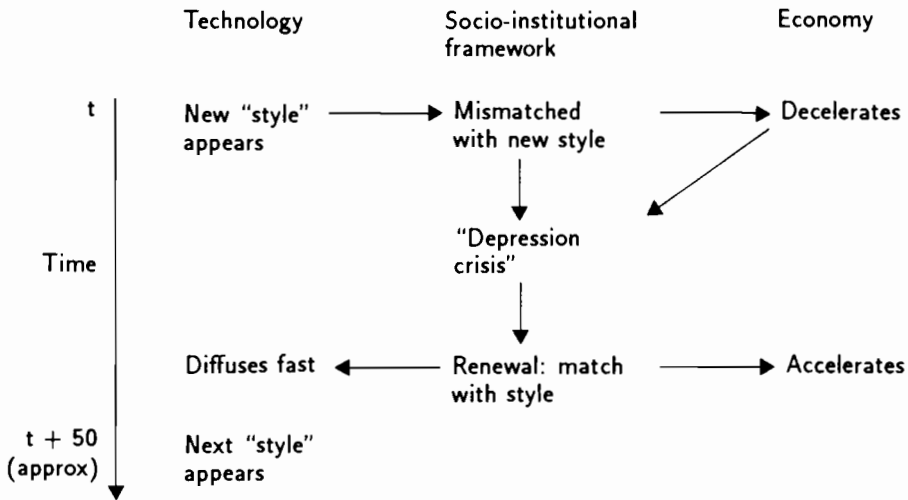 Technology
Socio-institutional
framework
Economy
t
New “style”
appears
Mismatched
with new style
Decelerates
“Depression
crisis”
Time
Diffuses fast
Renewal: match
with style
Accelerates
t + 50
(approx)
Next “style”
appears